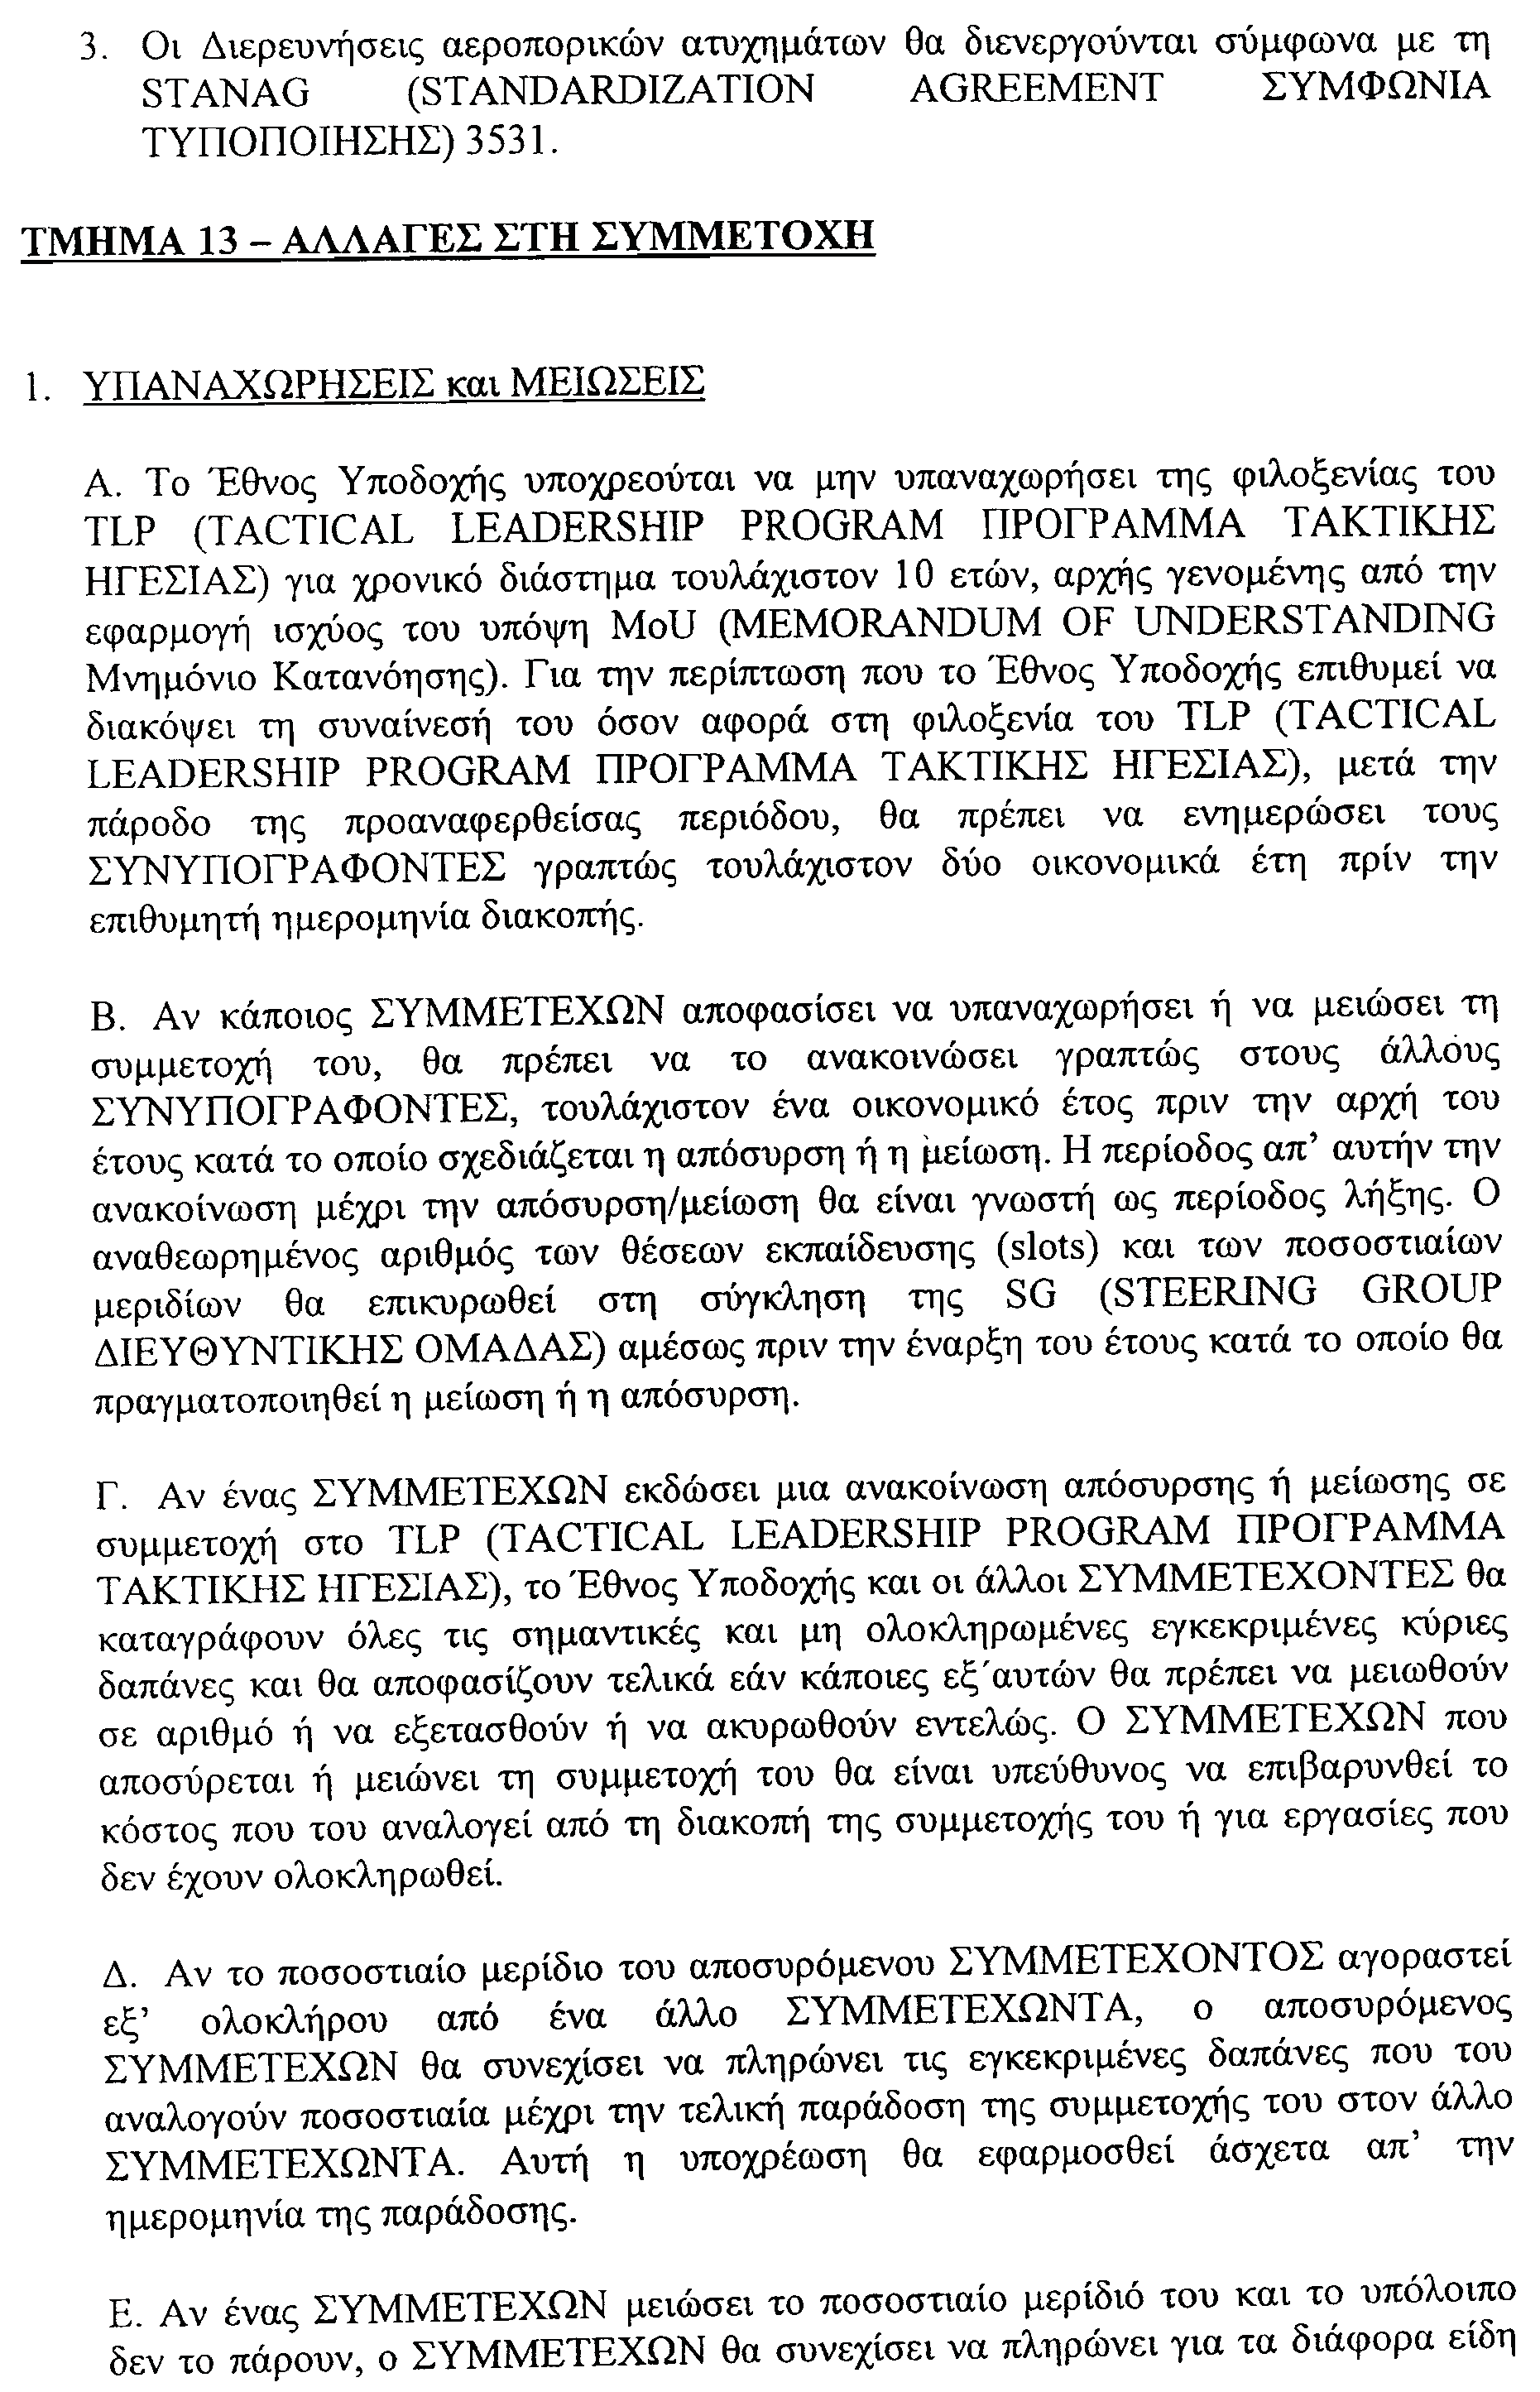 3. Οι Διερευνήσεις αεροπορικών ατυχημάτων θα διενεργούνται σύμφωνα με τη
STANAG (STANDARDIZATION AGREEMENT ΣΥΜΦΩΝΙΑ
ΤΥΠΟΠΟΙΗΣΗΣ) 3531.
ΤΜΗΜΑ 13 – ΑΛΛΑΓΕΣ ΣΤΗ ΣΥΜΜΕΤΟΧΗ
1. ΥΠΑΝΑΧΩΡΗΣΕΙΣ και ΜΕΙΩΣΕΙΣ
Α. Το Έθνος Υποδοχής υποχρεούται να μην υπαναχωρήσει της φιλοξενίας του
TLP (TACTICAL LEADERSHIP PROGRAM ΠΡΟΓΡΑΜΜΑ ΤΑΚΤΙΚΗΣ
ΗΓΕΣΙΑΣ) για χρονικό διάστημα τουλάχιστον 10 ετών, αρχής γενομένης από την
εφαρμογή ισχύος του υπόψη MoU (MEMORANDUM OF UNDERSTANDING
Μνημόνιο Κατανόησης). Για την περίπτωση που το Έθνος Υποδοχής επιθυμεί να
διακόψει τη συναίνεσή του όσον αφορά στη φιλοξενία του TLP (TACTICAL
LEADERSHIP PROGRAM ΠΡΟΓΡΑΜΜΑ ΤΑΚΤΙΚΗΣ ΗΓΕΣΙΑΣ), μετά την
πάροδο της προαναφερθείσας περιόδου, θα πρέπει να ενημερώσει τους
ΣΥΝΥΠΟΓΡΑΦΟΝΤΕΣ γραπτώς τουλάχιστον δύο οικονομικά έτη πρίν την
επιθυμητή ημερομηνία διακοπής.
Β. Αν κάποιος ΣΥΜΜΕΤΕΧΩΝ αποφασίσει να υπαναχωρήσει ή να μειώσει τη
συμμετοχή του, θα πρέπει να το ανακοινώσει γραπτώς στους άλλους
ΣΥΝΥΠΟΓΡΑΦΟΝΤΕΣ, τουλάχιστον ένα οικονομικό έτος πριν την αρχή του
έτους κατά το οποίο σχεδιάζεται η απόσυρση ή η μείωση. Η περίοδος απ’ αυτήν την
ανακοίνωση μέχρι την απόσυρση/μείωση θα είναι γνωστή ως περίοδος λήξης. Ο
αναθεωρημένος αριθμός των θέσεων εκπαίδευσης (slots) και των ποσοστιαίων
μεριδίων θα επικυρωθεί στη σύγκληση της SG (STEERING GROUP
ΔΙΕΥΘΥΝΤΙΚΗΣ ΟΜΑΔΑΣ) αμέσως πριν την έναρξη του έτους κατά το οποίο θα
πραγματοποιηθεί η μείωση ή η απόσυρση.
Γ. Αν ένας ΣΥΜΜΕΤΕΧΩΝ εκδώσει μια ανακοίνωση απόσυρσης ή μείωσης σε
συμμετοχή στο TLP (TACTICAL LEADERSHIP PROGRAM ΠΡΟΓΡΑΜΜΑ
ΤΑΚΤΙΚΗΣ ΗΓΕΣΙΑΣ), το Έθνος Υποδοχής και οι άλλοι ΣΥΜΜΕΤΕΧΟΝΤΕΣ θα
καταγράφουν όλες τις σημαντικές και μη ολοκληρωμένες εγκεκριμένες κύριες
δαπάνες και θα αποφασίζουν τελικά εάν κάποιες εξ΄αυτών θα πρέπει να μειωθούν
σε αριθμό ή να εξετασθούν ή να ακυρωθούν εντελώς. Ο ΣΥΜΜΕΤΕΧΩΝ που
αποσύρεται ή μειώνει τη συμμετοχή του θα είναι υπεύθυνος να επιβαρυνθεί το
κόστος που του αναλογεί από τη διακοπή της συμμετοχής του ή για εργασίες που
δεν έχουν ολοκληρωθεί.
Δ. Αν το ποσοστιαίο μερίδιο του αποσυρόμενου ΣΥΜΜΕΤΕΧΟΝΤΟΣ αγοραστεί
εξ’ ολοκλήρου από ένα άλλο ΣΥΜΜΕΤΕΧΩΝΤΑ, ο αποσυρόμενος
ΣΥΜΜΕΤΕΧΩΝ θα συνεχίσει να πληρώνει τις εγκεκριμένες δαπάνες που του
αναλογούν ποσοστιαία μέχρι την τελική παράδοση της συμμετοχής του στον άλλο
ΣΥΜΜΕΤΕΧΩΝΤΑ. Αυτή η υποχρέωση θα εφαρμοσθεί άσχετα απ’ την
ημερομηνία της παράδοσης.
Ε. Αν ένας ΣΥΜΜΕΤΕΧΩΝ μειώσει το ποσοστιαίο μερίδιό του και το υπόλοιπο
δεν το πάρουν, ο ΣΥΜΜΕΤΕΧΩΝ θα συνεχίσει να πληρώνει για τα διάφορα είδη